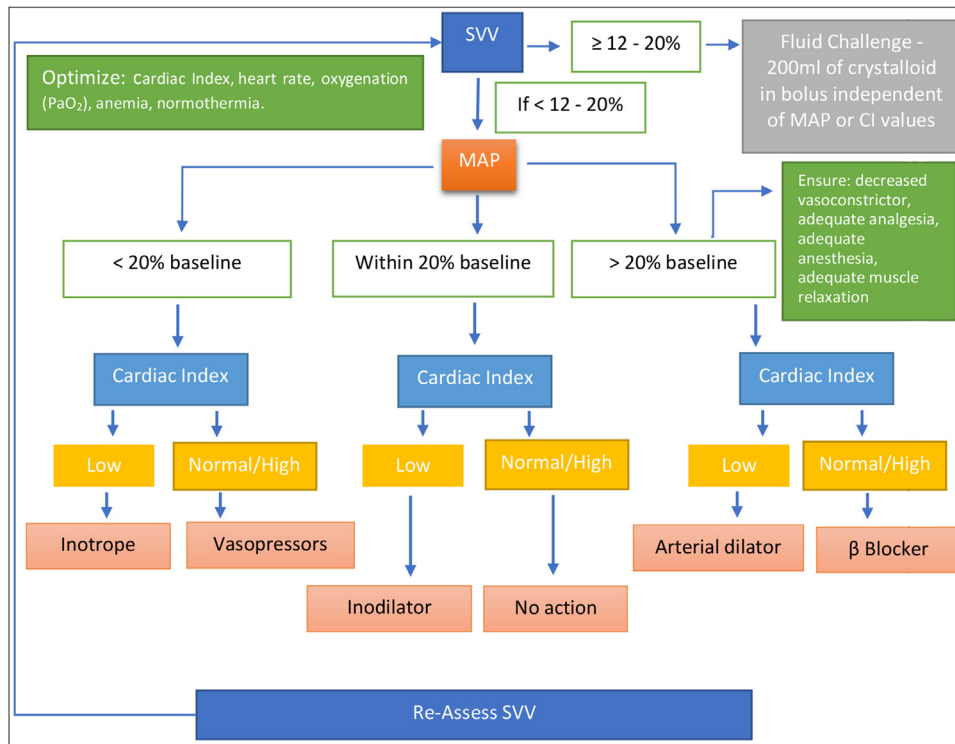 SVV
≥ 12 - 20%
Fluid Challenge -
200ml of crystalloid
in bolus independent
of MAP or CI values
Optimize: cardiac Index, heart rate, oxygenation
(PaO₂), anemia, normothermia.
If < 12 - 20%
MAP
Ensure: decreased
vasoconstrictor,
adequate analgesia,
adequate
anesthesia,
adequate muscle
relaxation
< 20% baseline
Within 20% baseline
> 20% baseline
Cardiac Index
Cardiac Index
Cardiac Index
Low
Normal/High
Low
Normal/High
Low
Normal/High
Inotrope
Vasopressors
Arterial dilator
β Blocker
Inodilator
No action
Re-Assess SVV